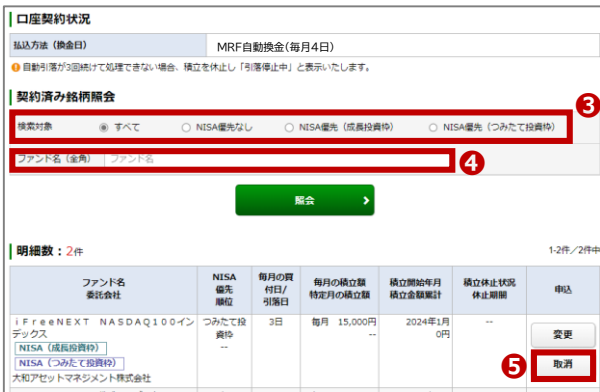 口座契約状況
払込方法（換金日） MRF自動換金(毎月4日)
自動引落が3回続けて処理できない場合、積立を休止し「引落停止中」と表示いたします。
契約済み銘柄照会
❸
検索対象 すべて NISA優先なし NISA優先（成長投資枠） NISA優先（つみたて投資枠）
ファンド名（全角） ファンド名 ❹
照会
明細数：2件 1-2件／2件中
ファンド名 委託会社 NISA 優先 順位 毎月の買 付日/ 引落日 毎月の積立額 特定月の積立額 積立開始年月 積立金額累計 積立休止状況 休止期間 申込
ｉＦｒｅｅＮＥＸＴ ＮＡＳＤＡＱ１００イン つみたて投 3日 毎月 15,000円 2024年1月 --
デックス 資枠 -- 0円 変更
NISA（成長投資枠） --
NISA（つみたて投資枠） ❺ 取消
大和アセットマネジメント株式会社